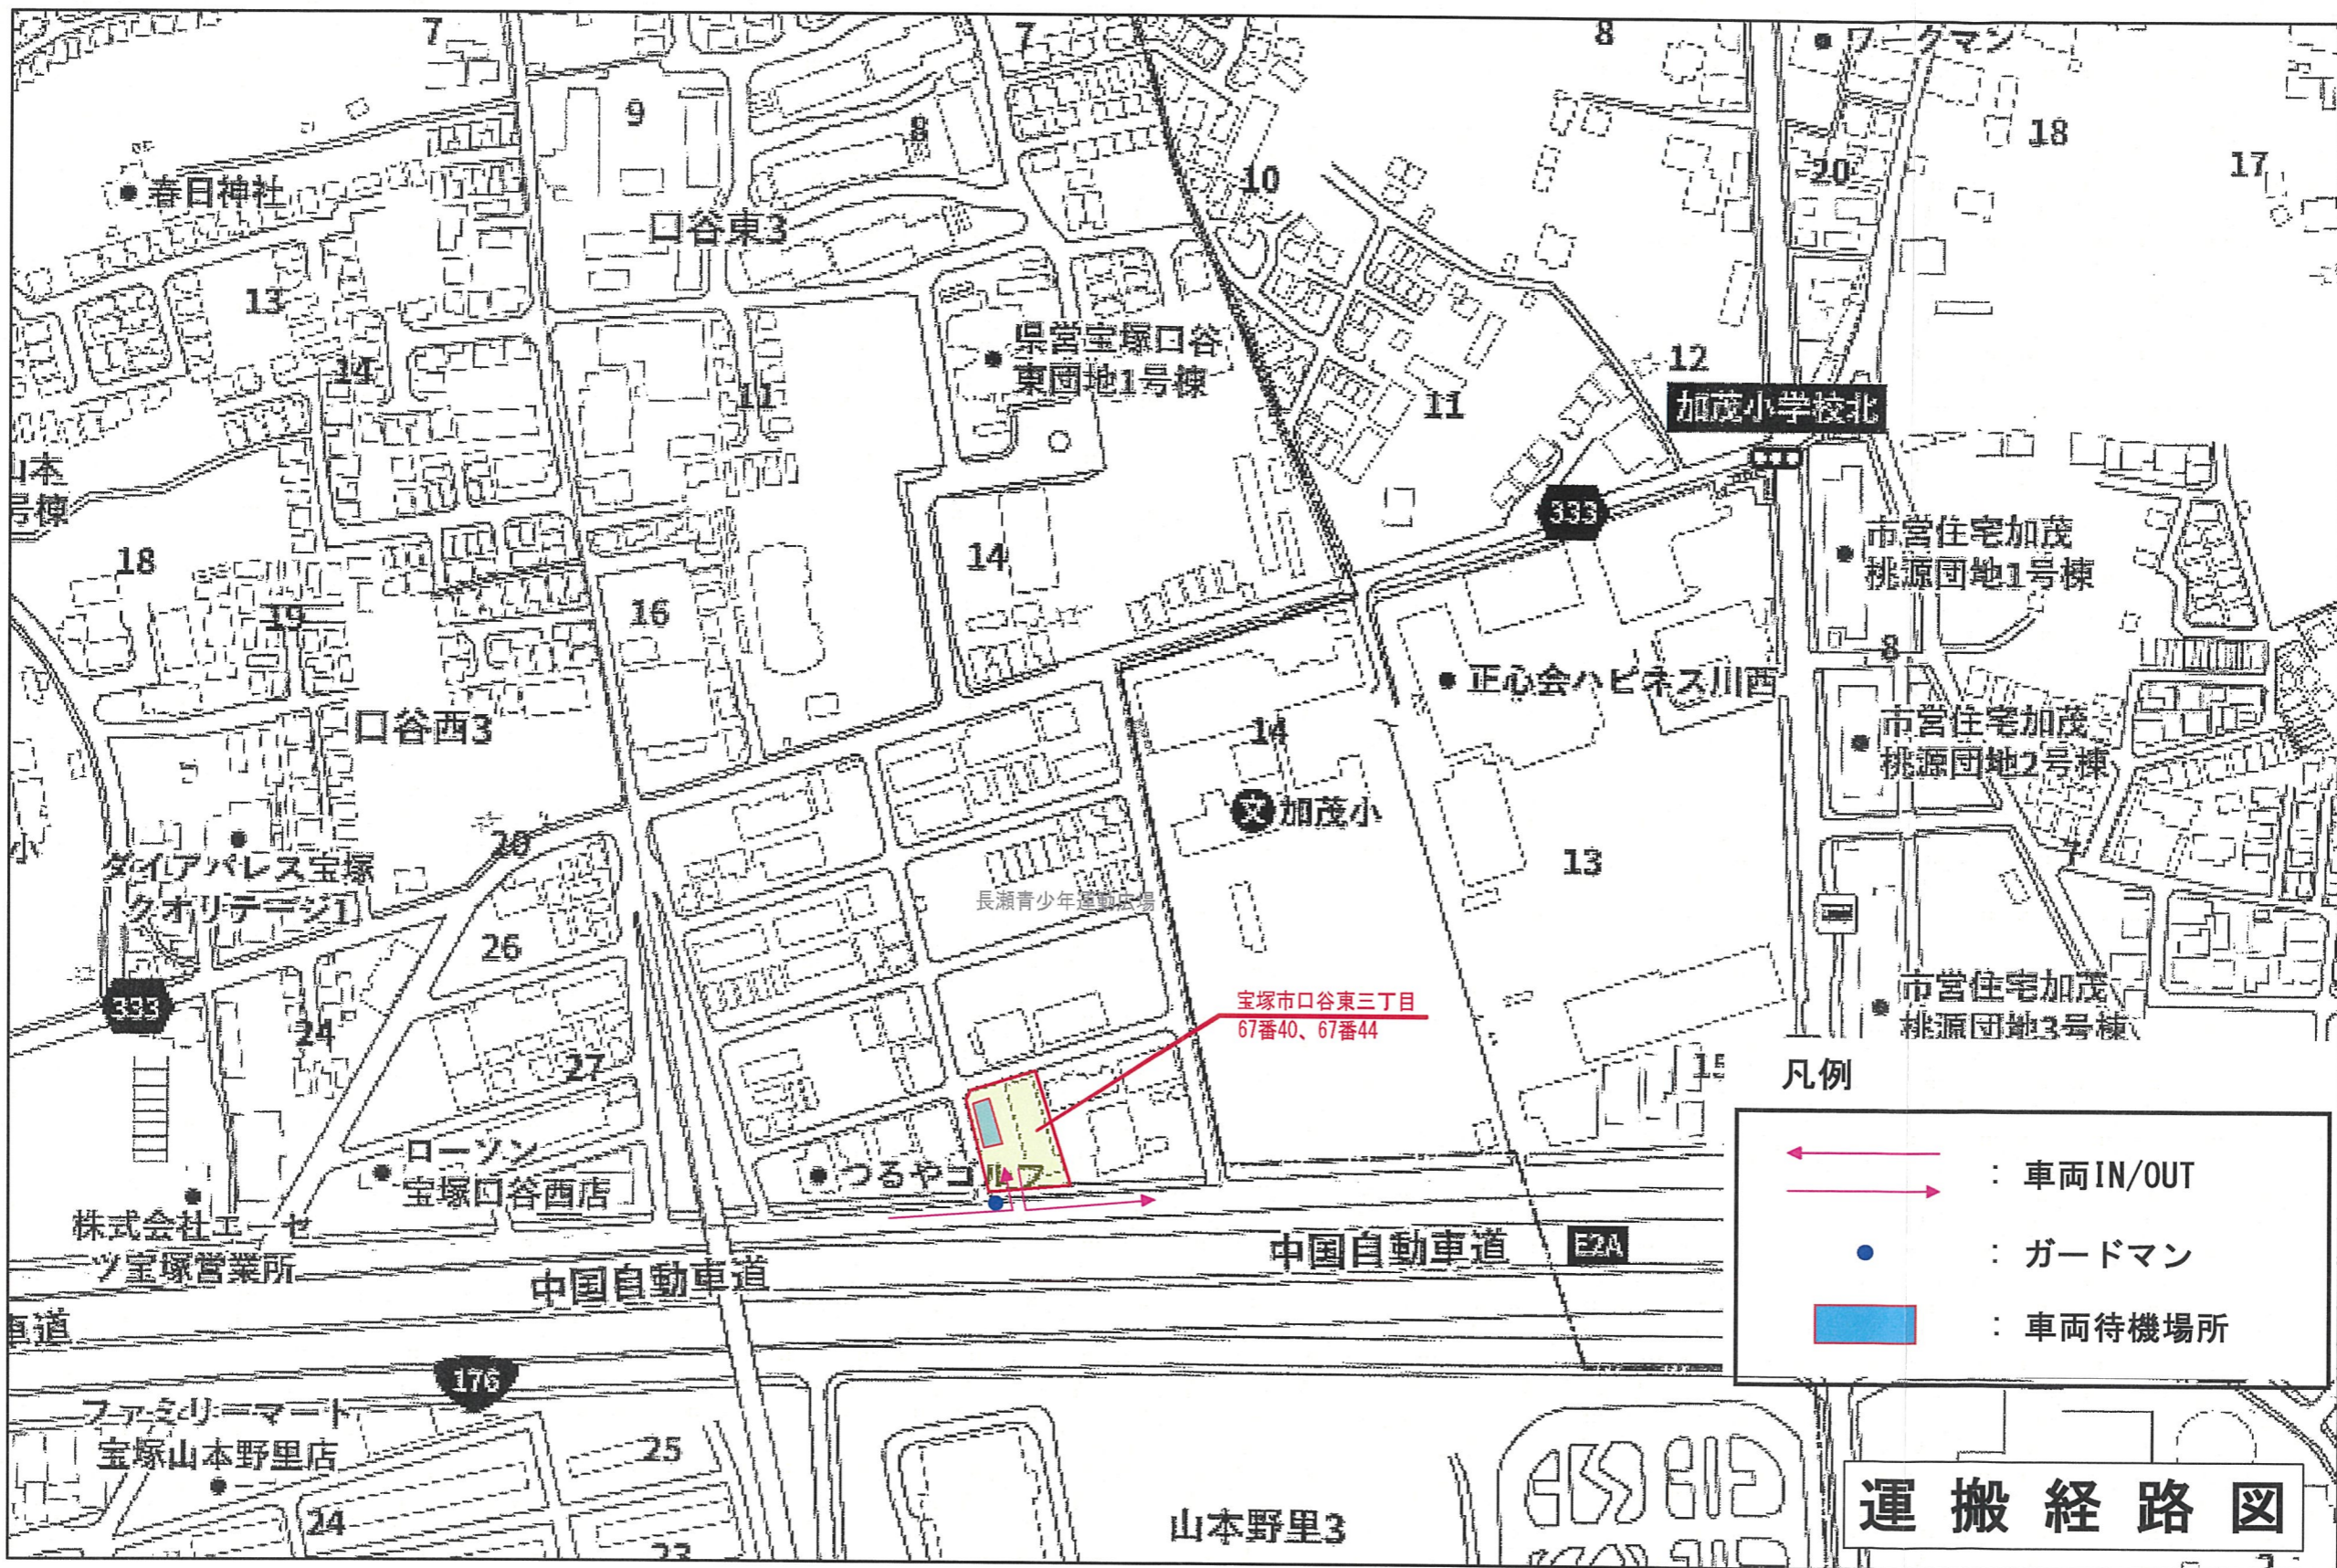 7
7
8
ワークマン
9
8
18
20
17
10
春日神社
口谷東3
13
14
11
県営宝塚口谷
東団地1号棟
12
11
加茂小学校北
山本
号棟
333
18
14
市営住宅加茂
桃源団地1号棟
19
16
8
正心会ハピネス川西
口谷西3
14
市営住宅加茂
桃源団地2号棟
加茂小
文
小
20
ダイアパレス宝塚
クオリテージ1
13
7
長瀬青少年運動広場
26
333
24
宝塚市口谷東三丁目
67番40、67番44
市営住宅加茂
桃源団地3号棟
27
15
凡例
ローソン
宝塚口谷西店
つるやゴルフ
: 車両IN/OUT
株式会社エーゼ
ツ宝塚営業所
中国自動車道
中国自動車道
E2A
: ガードマン
車道
: 車両待機場所
176
ファミリーマート
宝塚山本野里店
25
24
23
山本野里3
運搬経路図